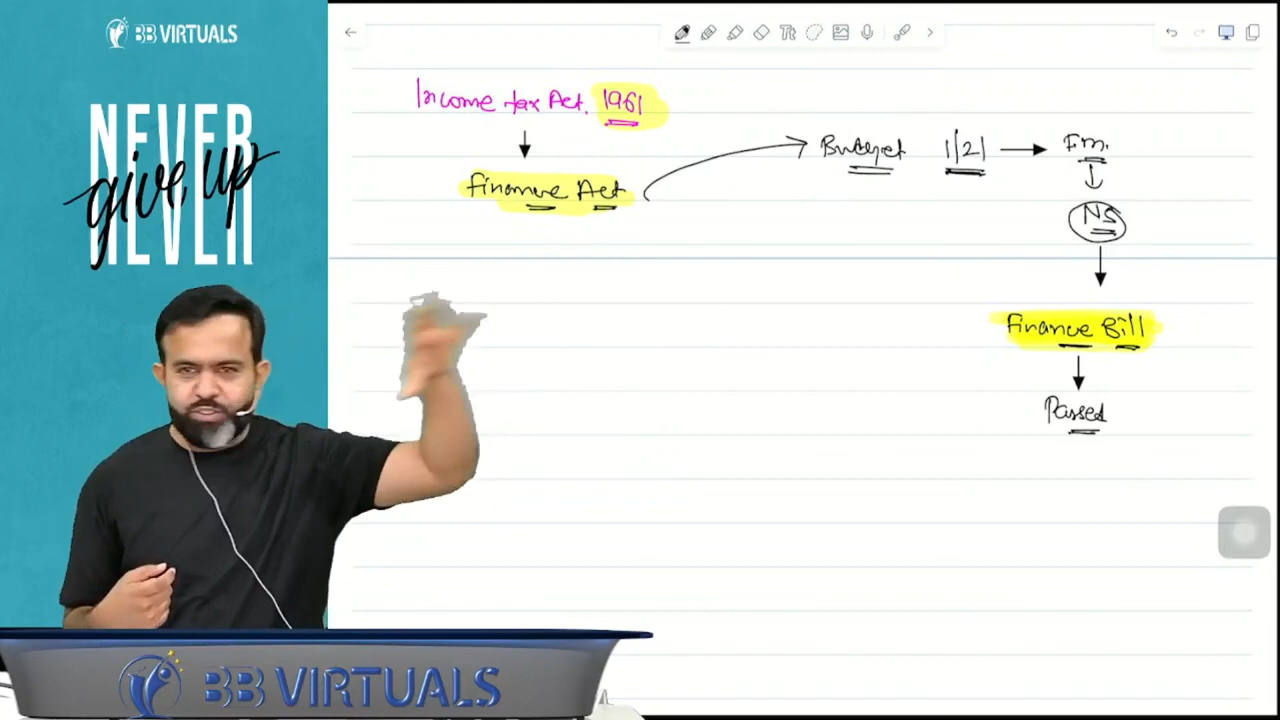 BB VIRTUALS
NEVER
give up
NEVER
Income tax Act, 1961
Finance Act
Budget 1/2/
Fm.
NS
Finance Bill
Passed
BB VIRTUALS